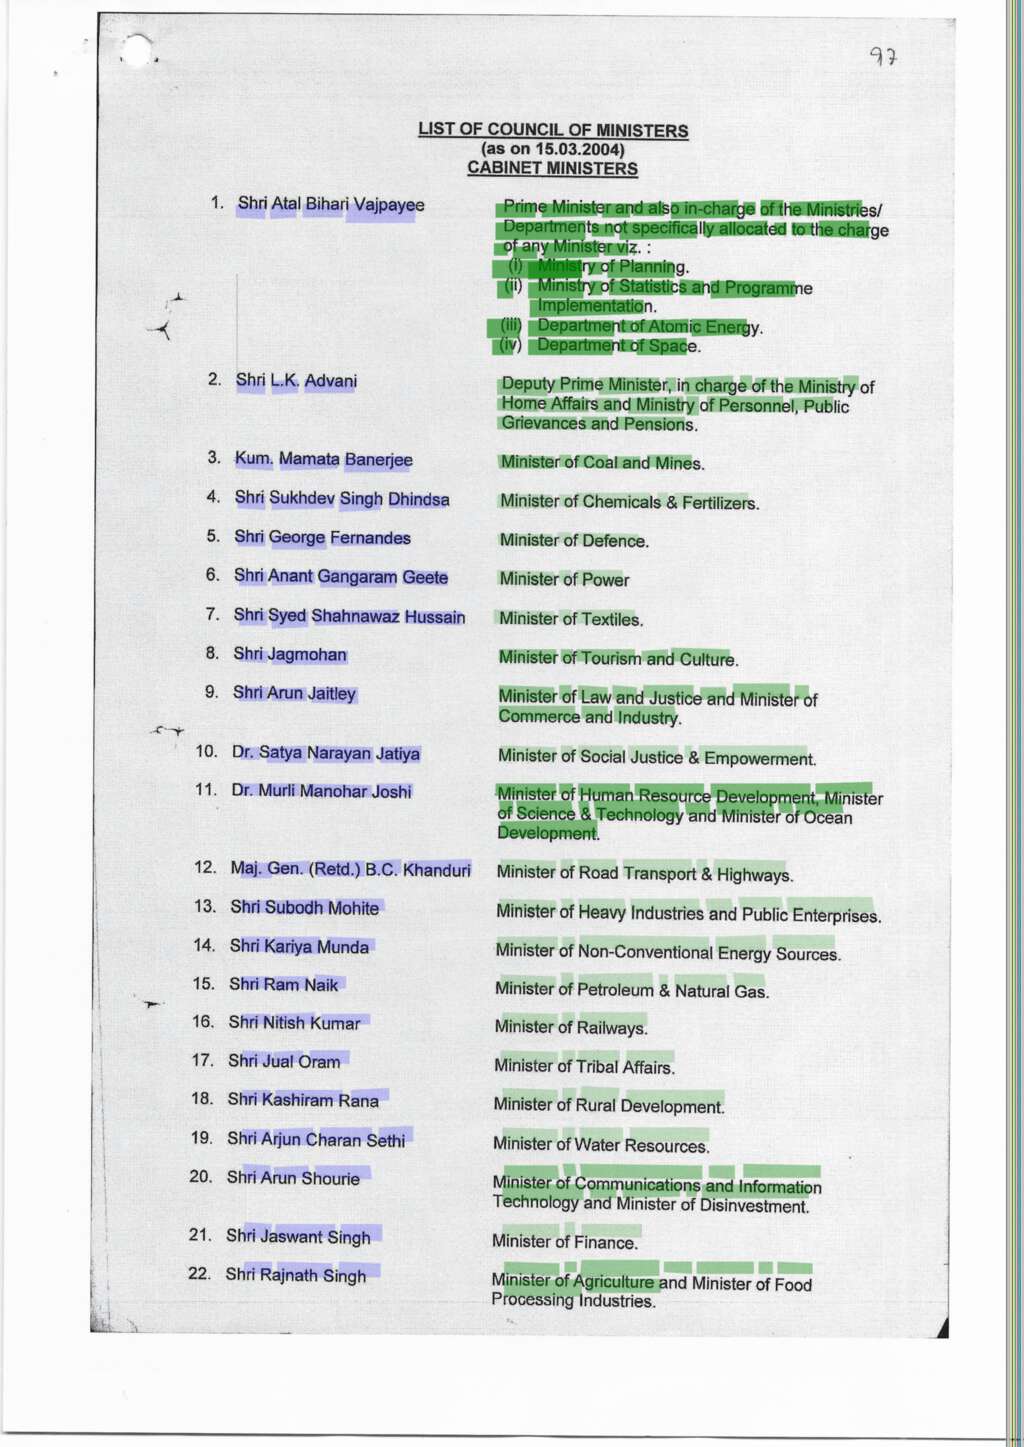 97
LIST OF COUNCIL OF MINISTERS
(as on 15.03.2004)
CABINET MINISTERS
1. Shri Atal Bihari Vajpayee Prime Minister and also in-charge of the Ministries/
Departments not specifically allocated to the charge
of any Minister viz. :
(i) Ministry of Planning.
(ii) Ministry of Statistics and Programme
Implementation.
(iii) Department of Atomic Energy.
(iv) Department of Space.
2. Shri L.K. Advani Deputy Prime Minister, in charge of the Ministry of
Home Affairs and Ministry of Personnel, Public
Grievances and Pensions.
3. Kum. Mamata Banerjee Minister of Coal and Mines.
4. Shri Sukhdev Singh Dhindsa Minister of Chemicals & Fertilizers.
5. Shri George Fernandes Minister of Defence.
6. Shri Anant Gangaram Geete Minister of Power
7. Shri Syed Shahnawaz Hussain Minister of Textiles.
8. Shri Jagmohan Minister of Tourism and Culture.
9. Shri Arun Jaitley Minister of Law and Justice and Minister of
Commerce and Industry.
10. Dr. Satya Narayan Jatiya Minister of Social Justice & Empowerment.
11. Dr. Murli Manohar Joshi Minister of Human Resource Development, Minister
of Science & Technology and Minister of Ocean
Development.
12. Maj. Gen. (Retd.) B.C. Khanduri Minister of Road Transport & Highways.
13. Shri Subodh Mohite Minister of Heavy Industries and Public Enterprises.
14. Shri Kariya Munda Minister of Non-Conventional Energy Sources.
15. Shri Ram Naik Minister of Petroleum & Natural Gas.
16. Shri Nitish Kumar Minister of Railways.
17. Shri Jual Oram Minister of Tribal Affairs.
18. Shri Kashiram Rana Minister of Rural Development.
19. Shri Arjun Charan Sethi Minister of Water Resources.
20. Shri Arun Shourie Minister of Communications and Information
Technology and Minister of Disinvestment.
21. Shri Jaswant Singh Minister of Finance.
22. Shri Rajnath Singh Minister of Agriculture and Minister of Food
Processing Industries.